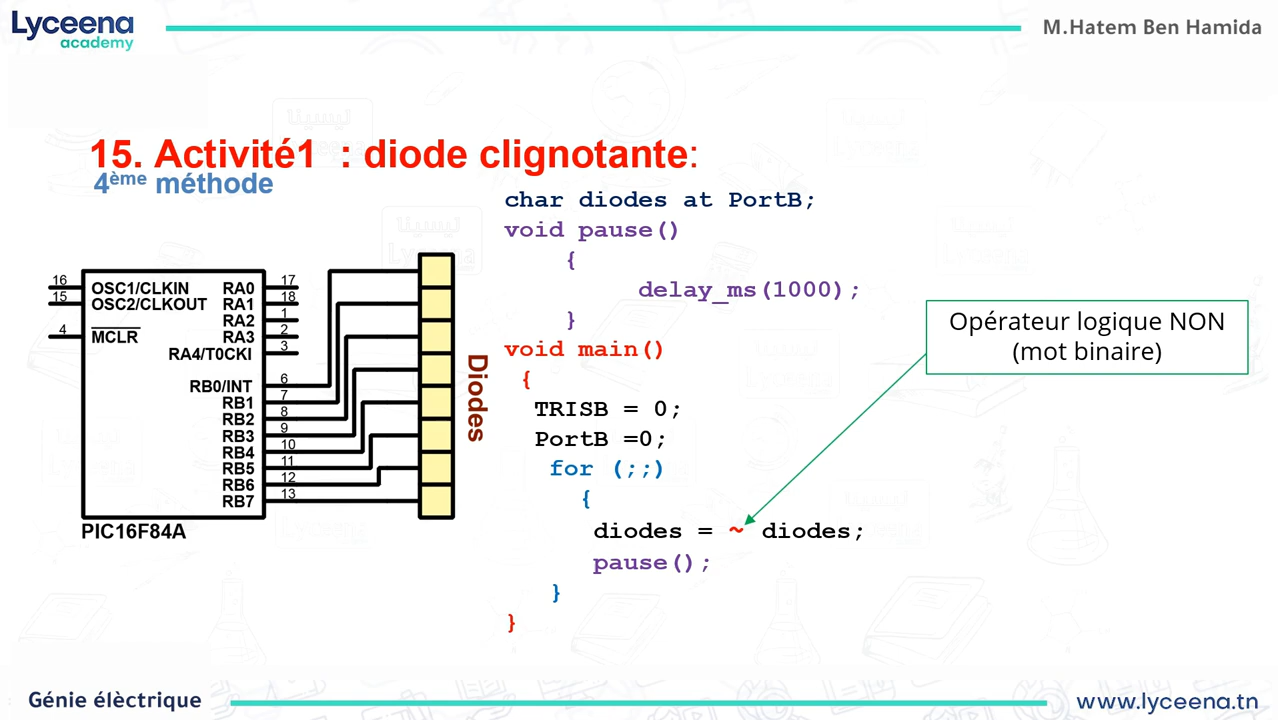 Lyceena
academy
M.Hatem Ben Hamida
15. Activité1 : diode clignotante:
4ème méthode
char diodes at PortB;
void pause()
{
delay_ms(1000);
}
void main()
{
TRISB = 0;
PortB =0;
for (;;)
{
diodes = ~ diodes;
pause();
}
}
Opérateur logique NON
(mot binaire)
16 OSC1/CLKIN RA0 17
15 OSC2/CLKOUT RA1 18
RA2 1
4 MCLR RA3 2
RA4/T0CKI 3
RB0/INT 6
RB1 7
RB2 8
RB3 9
RB4 10
RB5 11
RB6 12
RB7 13
PIC16F84A
Diodes
Génie élèctrique
www.lyceena.tn